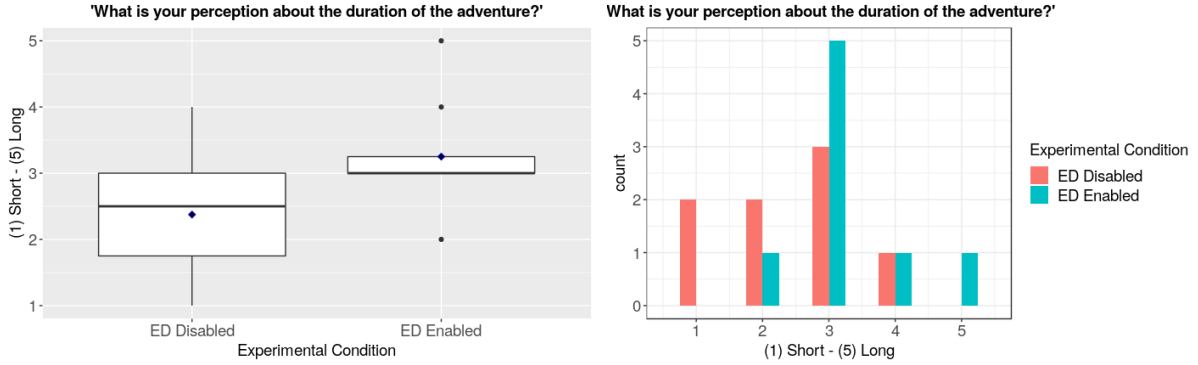 'What is your perception about the duration of the adventure?'
(1) Short - (5) Long
5
4
3
2
1
ED Disabled
ED Enabled
Experimental Condition
What is your perception about the duration of the adventure?'
count
5
4
3
2
1
0
1
2
3
4
5
(1) Short - (5) Long
Experimental Condition
ED Disabled
ED Enabled